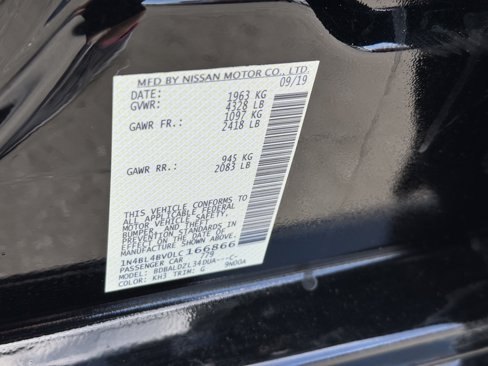 MFD BY NISSAN MOTOR CO., LTD.
DATE: 09/19
GVWR: 1963 KG
4328 LB
GAWR FR.: 1097 KG
2418 LB
GAWR RR.: 945 KG
2083 LB
THIS VEHICLE CONFORMS TO
ALL APPLICABLE FEDERAL
MOTOR VEHICLE SAFETY,
BUMPER, AND THEFT
PREVENTION STANDARDS IN
EFFECT ON THE DATE OF
MANUFACTURE SHOWN ABOVE.
1N4BL4BV0LC166866
PASSENGER CAR 779
MODEL: BDBALDZL34DUA---C-
COLOR: KH3 TRIM: G 9N00A